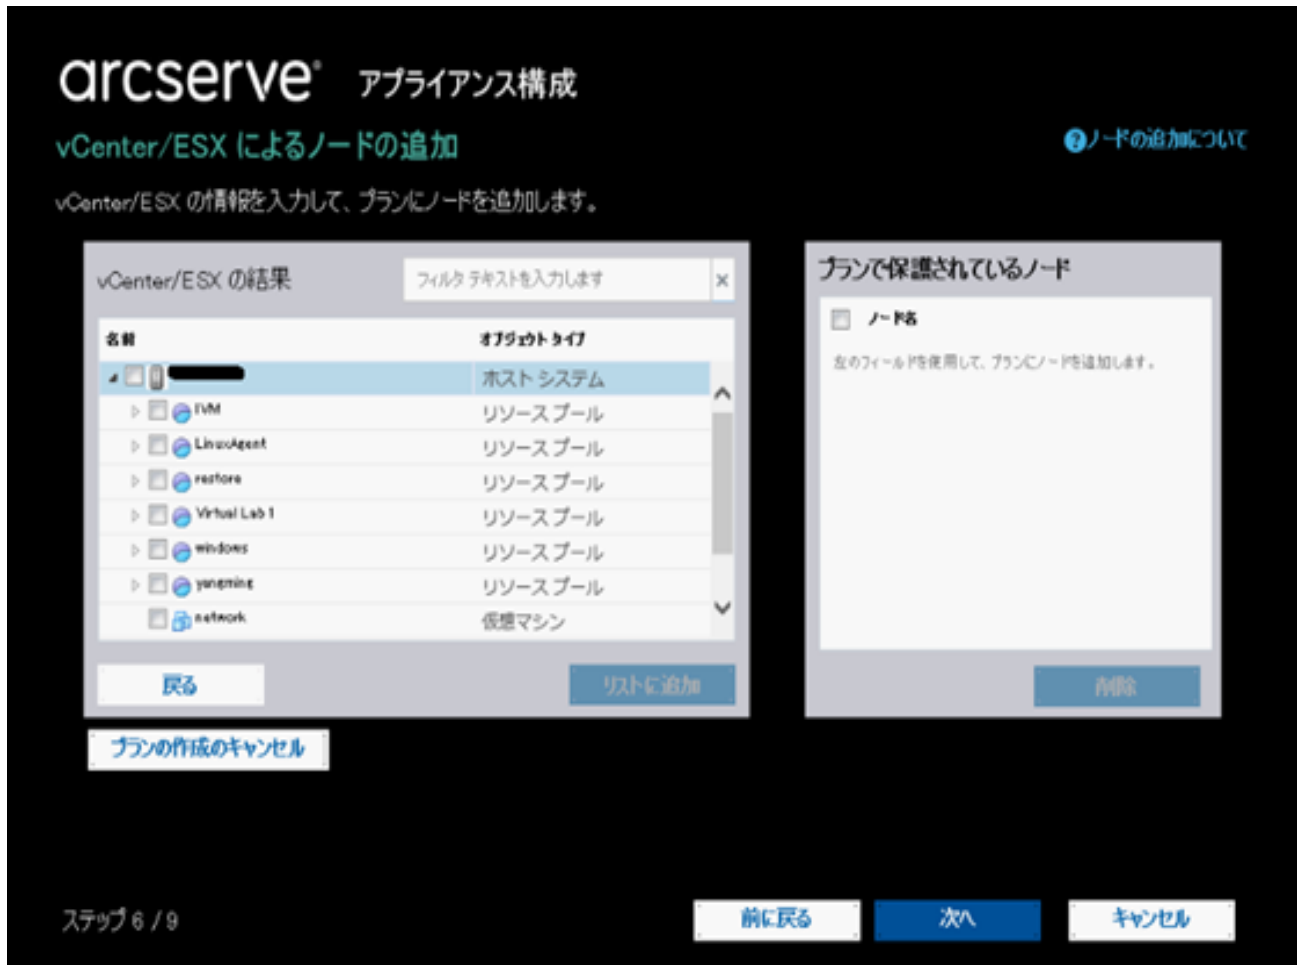 arcserve® アプライアンス構成
vCenter/ESX によるノードの追加
?ノードの追加について
vCenter/ESX の情報を入力して、プランにノードを追加します。
vCenter/ESX の結果
フィルタ テキストを入力します
×
名前 オブジェクト タイプ
ホスト システム
IVM リソース プール
LinuxAgent リソース プール
restore リソース プール
Virtual Lab 1 リソース プール
windows リソース プール
yangming リソース プール
network 仮想マシン
戻る
リストに追加
プランで保護されているノード
ノード名
左のフィールドを使用して、プランにノードを追加します。
削除
プランの作成のキャンセル
ステップ 6 / 9
前に戻る
次へ
キャンセル